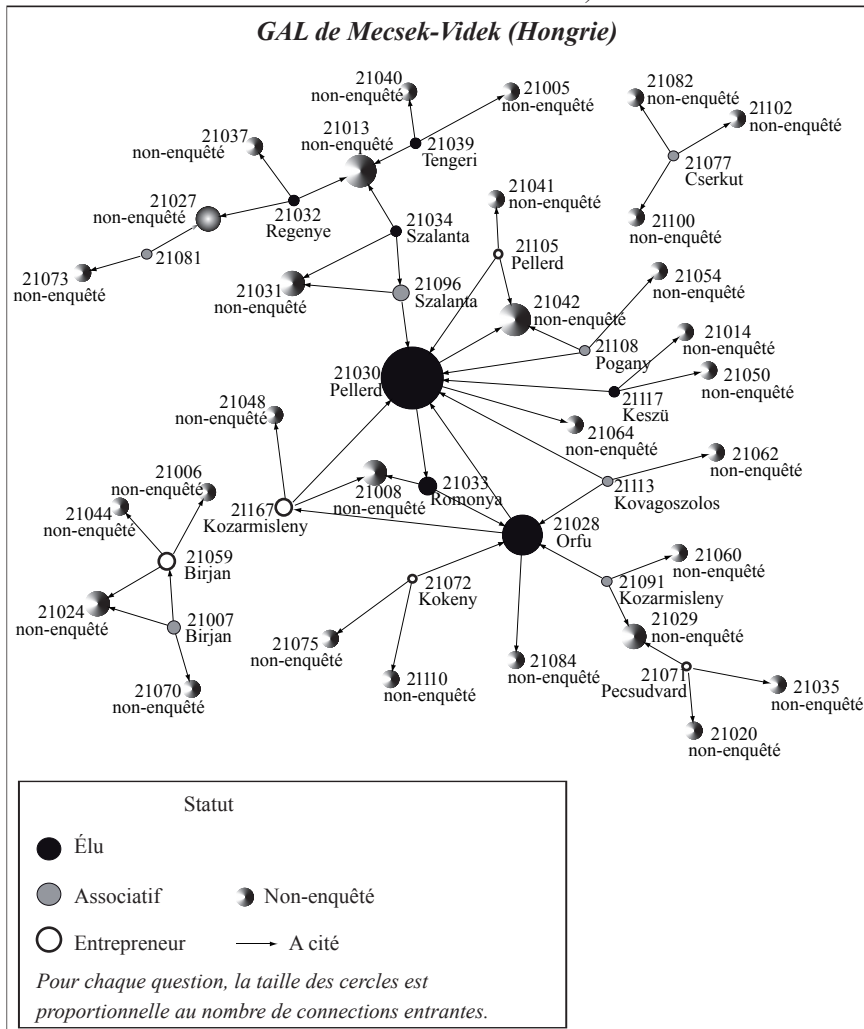 GAL de Mecsek-Videk (Hongrie)
21040
non-enquêté
21005
non-enquêté
21082
non-enquêté
21102
non-enquêté
21037
non-enquêté
21013
non-enquêté
21039
Tengeri
21077
Cserkut
21027
non-enquêté
21032
Regenye
21041
non-enquêté
21100
non-enquêté
21034
Szalanta
21105
Pellerd
21081
21073
non-enquêté
21031
non-enquêté
21096
Szalanta
21042
non-enquêté
21054
non-enquêté
21108
Pogany
21014
non-enquêté
21030
Pellerd
21050
non-enquêté
21117
Keszü
21048
non-enquêté
21064
non-enquêté
21062
non-enquêté
21006
non-enquêté
21044
non-enquêté
21167
Kozarmisleny
21008
non-enquêté
21033
Romonya
21113
Kovagoszolos
21028
Orfu
21059
Birjan
21060
non-enquêté
21072
Kokeny
21091
Kozarmisleny
21024
non-enquêté
21007
Birjan
21029
non-enquêté
21075
non-enquêté
21084
non-enquêté
21110
non-enquêté
21071
Pecsudvard
21035
non-enquêté
21070
non-enquêté
21020
non-enquêté
Statut
Élu
Associatif
Non-enquêté
Entrepreneur
A cité
Pour chaque question, la taille des cercles est
proportionnelle au nombre de connections entrantes.